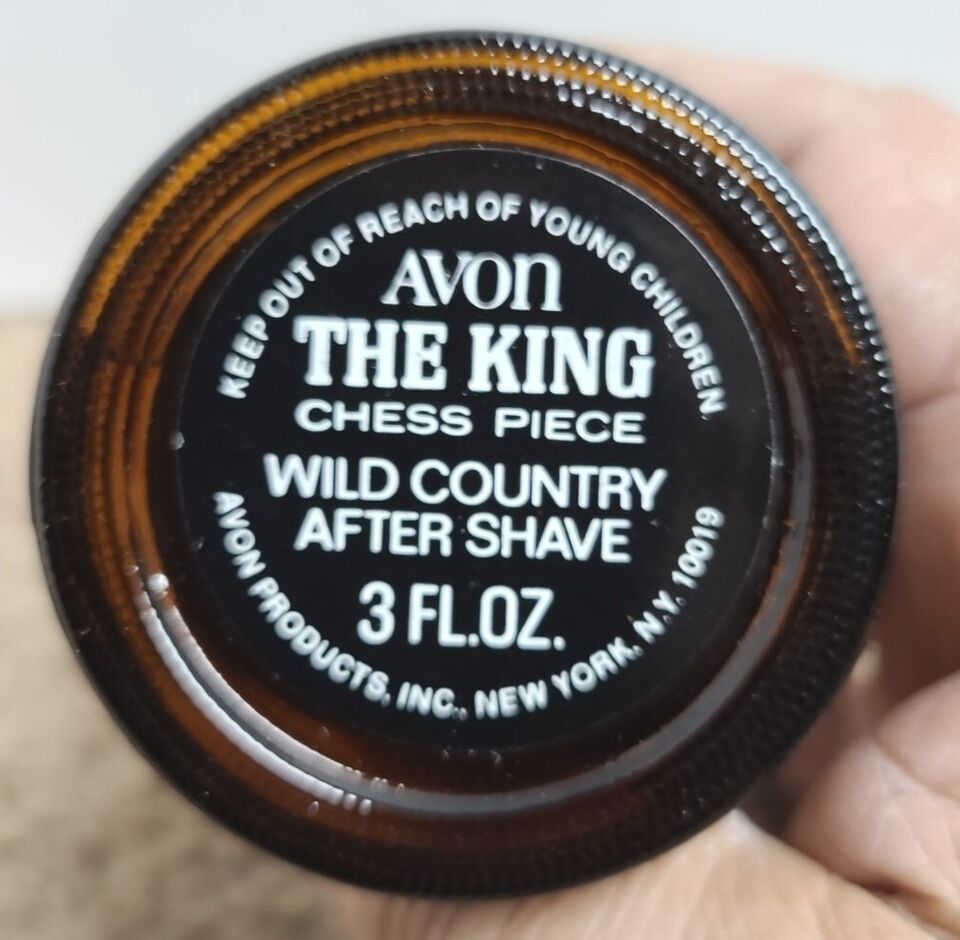 KEEP OUT OF REACH OF YOUNG CHILDREN.
AVON
THE KING
CHESS PIECE
WILD COUNTRY
AFTER SHAVE
3 FL.OZ.
AVON PRODUCTS, INC., NEW YORK, N.Y. 10019